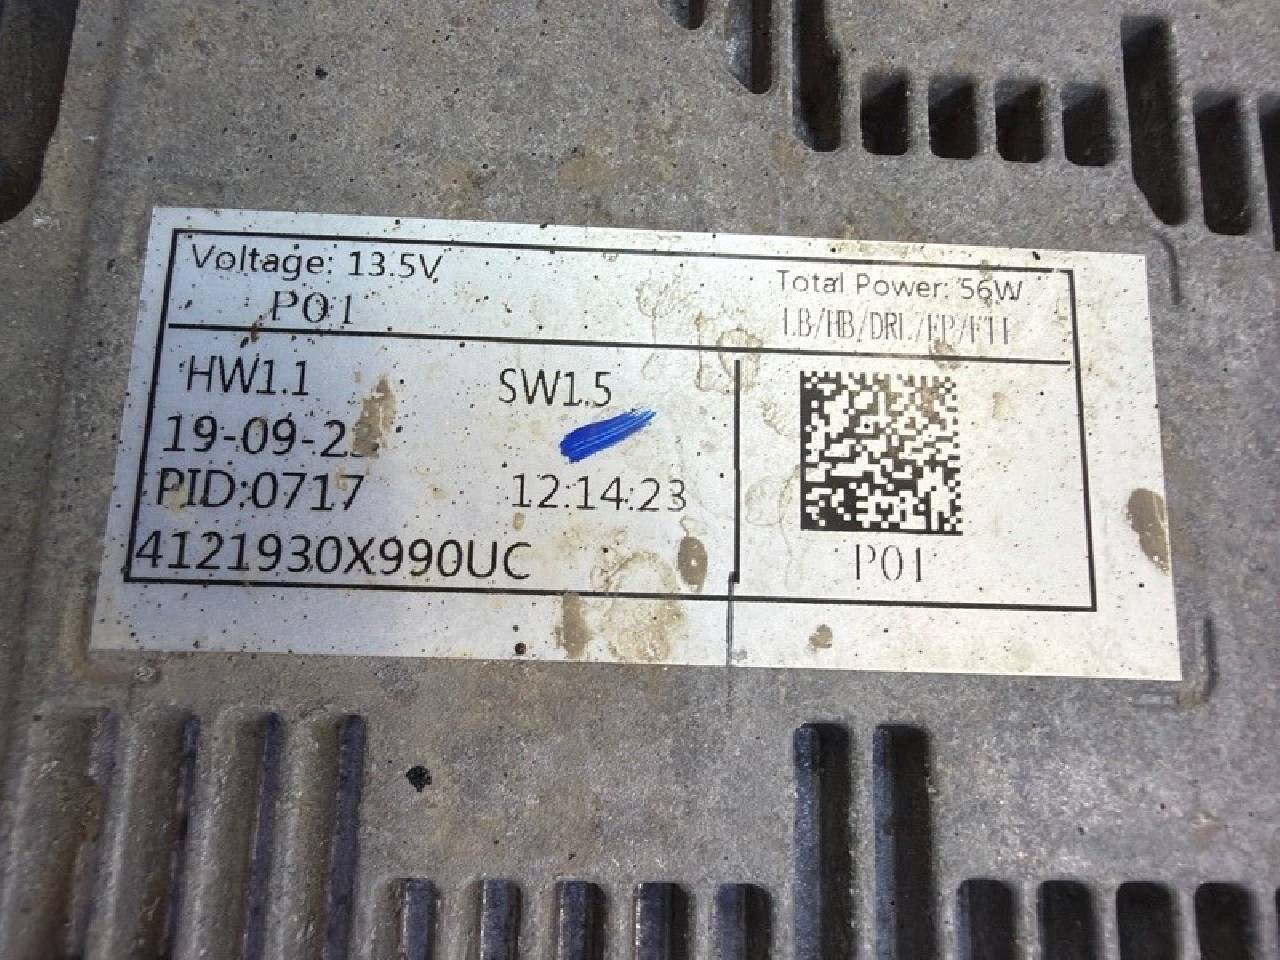 Voltage: 13.5V
P01
Total Power: 56W
LB/HB/DRL/FP/FTI
HW1.1 SW1.5
PID:0717 12:14:23
4121930X990UC
P01